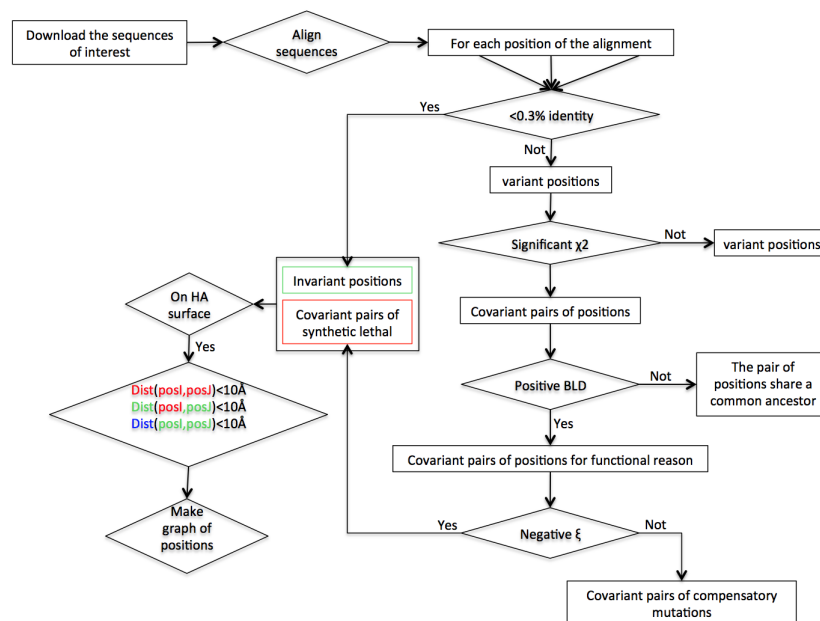 Download the sequences
of interest
Align
sequences
For each position of the alignment
<0.3% identity
Yes
Not
variant positions
Significant χ2
Not
variant positions
Covariant pairs of positions
Positive BLD
Not
The pair of
positions share a
common ancestor
Yes
Covariant pairs of positions for functional reason
Negative ξ
Yes
Not
Covariant pairs of compensatory
mutations
Invariant positions
Covariant pairs of
synthetic lethal
On HA
surface
Yes
Dist(posI,posJ)<10Å
Dist(posI,posJ)<10Å
Dist(posI,posJ)<10Å
Make
graph of
positions